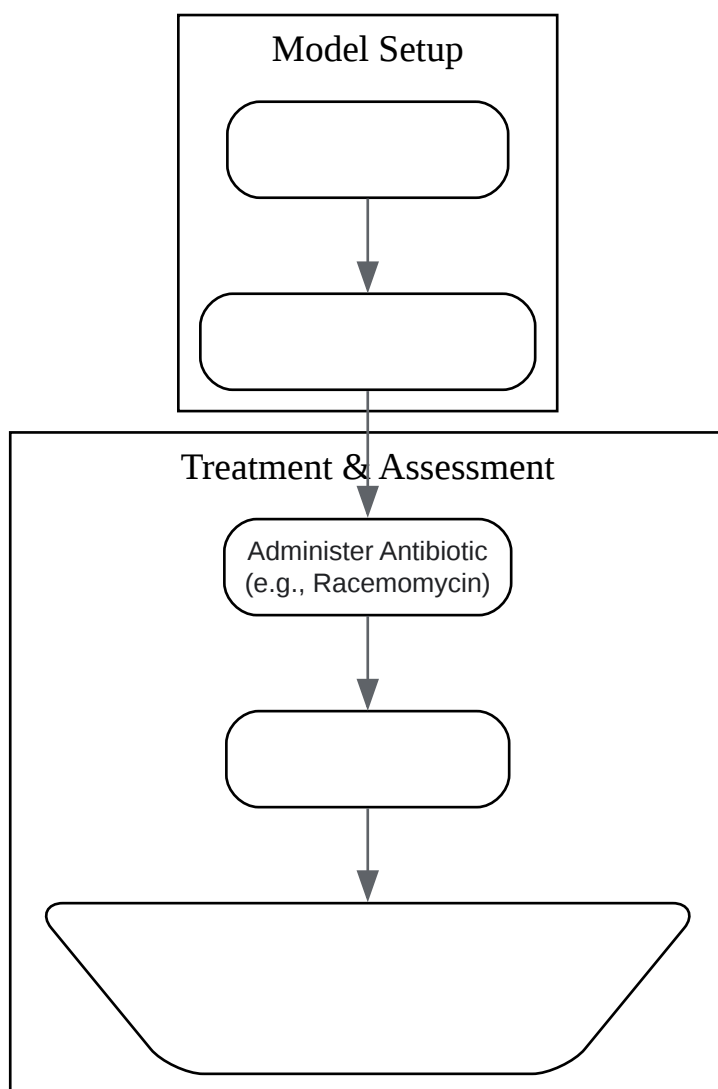 Model Setup
Treatment & Assessment
Administer Antibiotic
(e.g., Racemomycin)